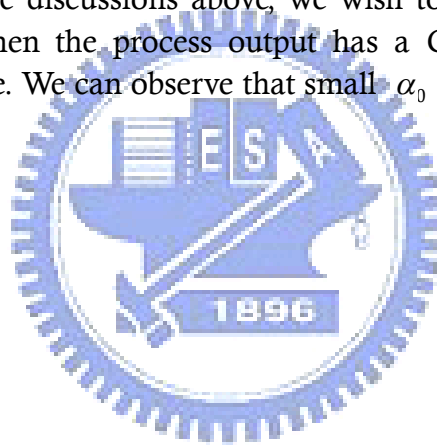 e discussions above, we wish to
hen the process output has a C
e. We can observe that small α₀
E S A
1896